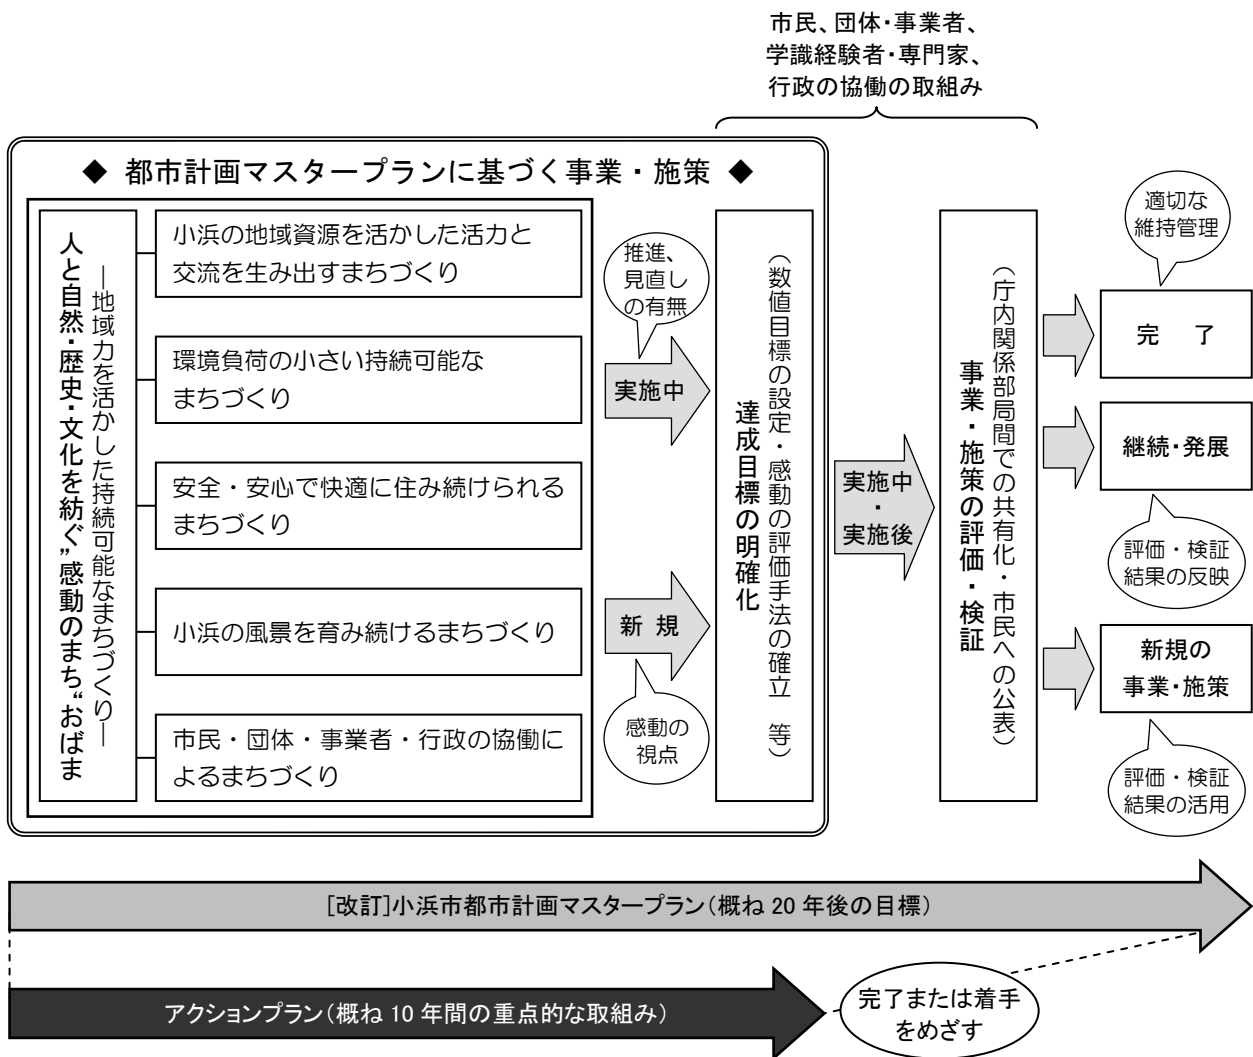 市民、団体・事業者、
学識経験者・専門家、
行政の協働の取組み
◆ 都市計画マスタープランに基づく事業・施策 ◆
人と自然・歴史・文化を紡ぐ”感動のまち“おばま
―地域力を活かした持続可能なまちづくり―
小浜の地域資源を活かした活力と
交流を生み出すまちづくり
環境負荷の小さい持続可能な
まちづくり
安全・安心で快適に住み続けられる
まちづくり
小浜の風景を育み続けるまちづくり
市民・団体・事業者・行政の協働に
よるまちづくり
推進、
見直し
の有無
実施中
新 規
感動の
視点
達成目標の明確化
（数値目標の設定・感動の評価手法の確立 等）
実施中
・
実施後
事業・施策の評価・検証
（庁内関係部局間での共有化・市民への公表）
適切な
維持管理
完 了
継続・発展
評価・検証
結果の反映
新規の
事業・施策
評価・検証
結果の活用
[改訂]小浜市都市計画マスタープラン（概ね 20 年後の目標）
アクションプラン（概ね 10 年間の重点的な取組み）
完了または着手
をめざす